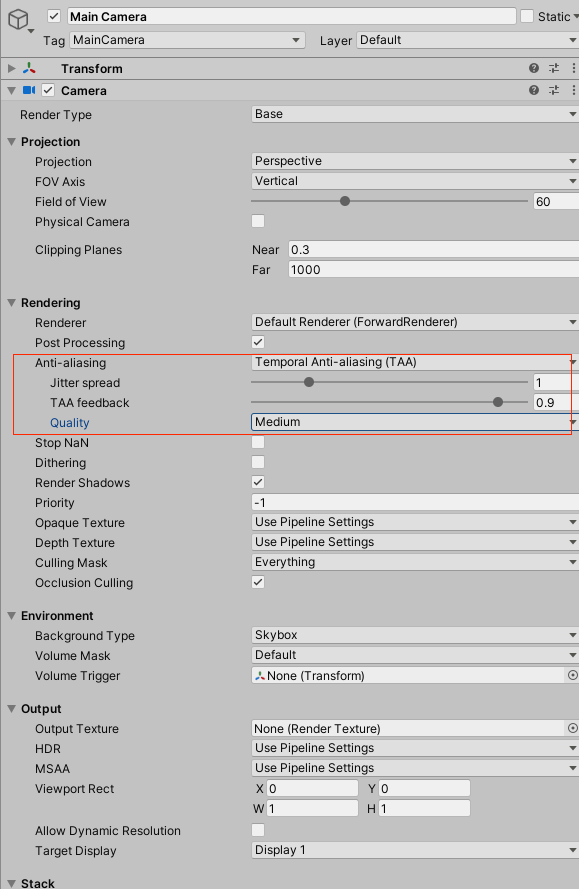 Main Camera Static
Tag MainCamera Layer Default
Transform
Camera
Render Type Base
Projection
Projection Perspective
FOV Axis Vertical
Field of View 60
Physical Camera
Clipping Planes Near 0.3
Far 1000
Rendering
Renderer Default Renderer (ForwardRenderer)
Post Processing
Anti-aliasing Temporal Anti-aliasing (TAA)
Jitter spread 1
TAA feedback 0.9
Quality Medium
Stop NaN
Dithering
Render Shadows
Priority -1
Opaque Texture Use Pipeline Settings
Depth Texture Use Pipeline Settings
Culling Mask Everything
Occlusion Culling
Environment
Background Type Skybox
Volume Mask Default
Volume Trigger None (Transform)
Output
Output Texture None (Render Texture)
HDR Use Pipeline Settings
MSAA Use Pipeline Settings
Viewport Rect X 0 Y 0
W 1 H 1
Allow Dynamic Resolution
Target Display Display 1
Stack